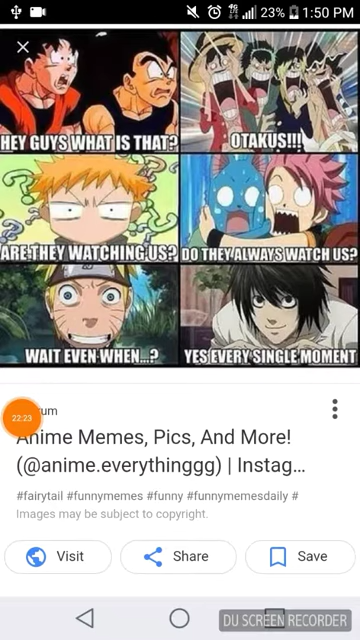 4G
23%
1:50 PM
HEY GUYS WHAT IS THAT?
OTAKUS!!!
ARE THEY WATCHING US?
DO THEY ALWAYS WATCH US?
WAIT EVEN WHEN...?
YES EVERY SINGLE MOMENT
22:23
um
Anime Memes, Pics, And More!
(@anime.everythinggg) | Instag...
#fairytail #funnymemes #funny #funnymemesdaily #
Images may be subject to copyright.
Visit
Share
Save
DU SCREEN RECORDER